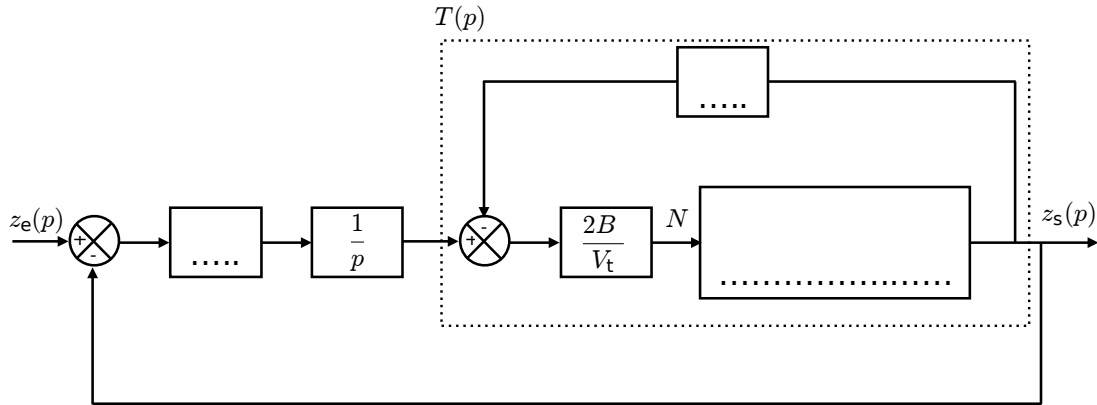 T(p)
.....
z_e(p)
+
-
.....
1
p
+
-
2B
V_t
N
......................
z_s(p)